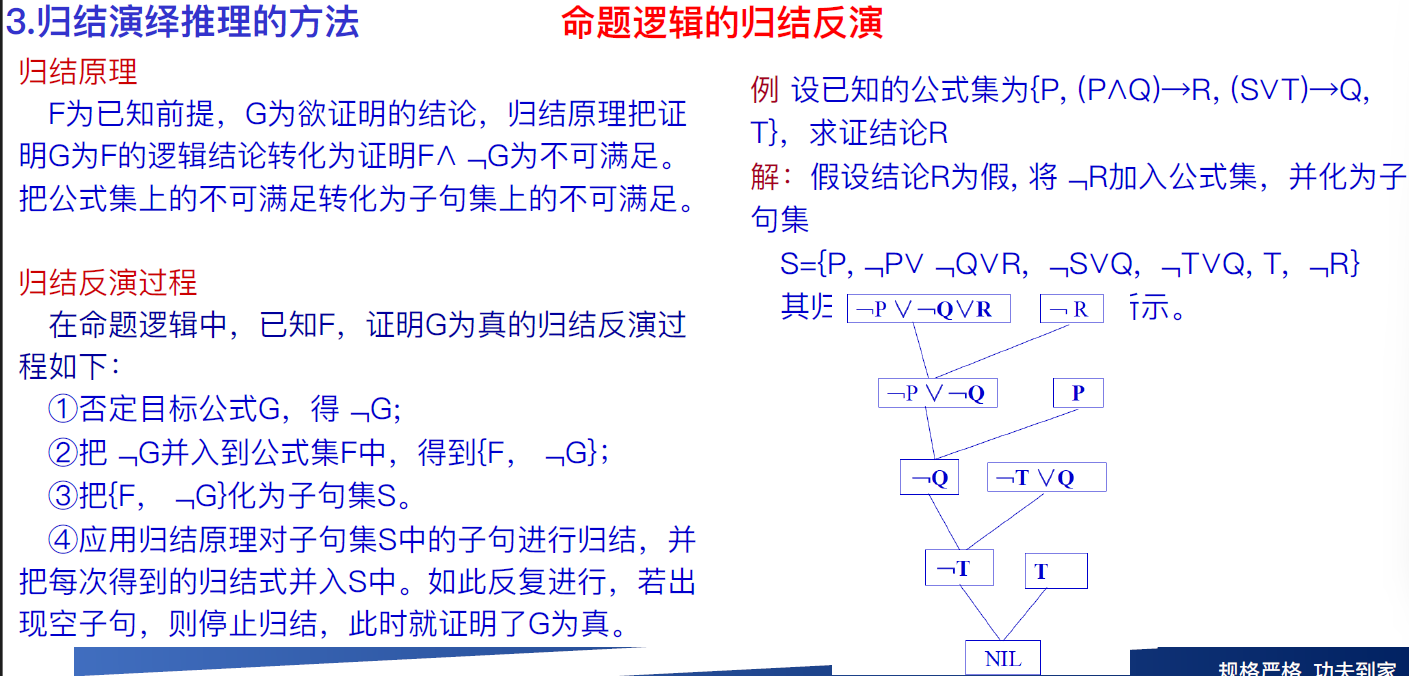 3.归结演绎推理的方法
命题逻辑的归结反演
归结原理
F为已知前提，G为欲证明的结论，归结原理把证
明G为F的逻辑结论转化为证明F∧ ¬G为不可满足。
把公式集上的不可满足转化为子句集上的不可满足。
归结反演过程
在命题逻辑中，已知F，证明G为真的归结反演过
程如下：
①否定目标公式G，得 ¬G;
②把 ¬G并入到公式集F中，得到{F， ¬G}；
③把{F， ¬G}化为子句集S。
④应用归结原理对子句集S中的子句进行归结，并
把每次得到的归结式并入S中。如此反复进行，若出
现空子句，则停止归结，此时就证明了G为真。
例 设已知的公式集为{P, (P∧Q)→R, (S∨T)→Q,
T}，求证结论R
解：假设结论R为假, 将 ¬R加入公式集，并化为子
句集
S={P, ¬P∨ ¬Q∨R， ¬S∨Q， ¬T∨Q, T， ¬R}
其归 所示。
¬P ∨¬Q∨R ¬ R
¬P ∨¬Q P
¬Q ¬T ∨Q
¬T T
NIL
规格严格 功夫到家